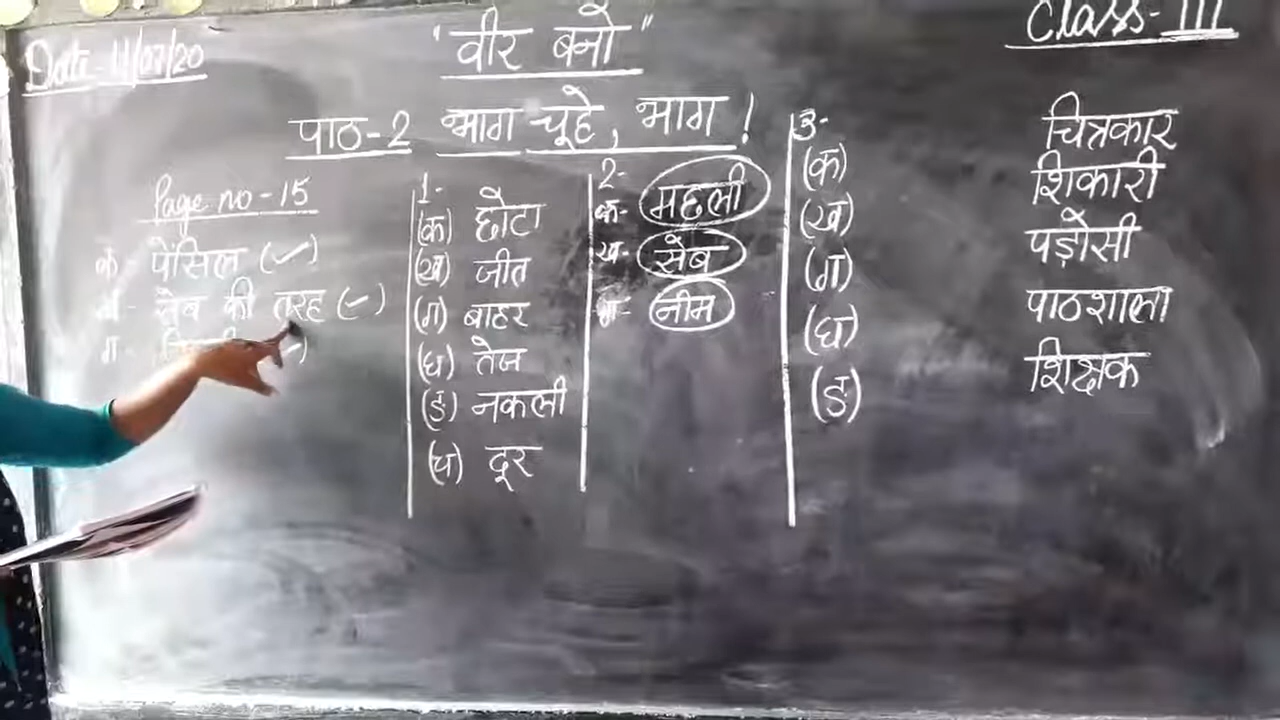 Date- 11/07/20
"वीर बनो"
Class- III
पाठ-2 भाग चूहे, भाग !
Page no - 15
क- पेंसिल (✓)
ख- सेब की तरह (✓)
ग-
1-
(क) छोटा
(ख) जीत
(ग) बाहर
(घ) तेज
(ङ) नकली
(च) दूर
2-
क- मछली
ख- सेब
ग- नीम
3-
(क) चित्रकार
(ख) शिकारी
(ग) पड़ोसी
(घ) पाठशाला
(ङ) शिक्षक